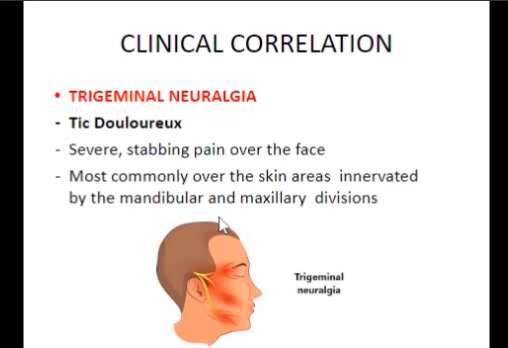 CLINICAL CORRELATION
• TRIGEMINAL NEURALGIA
- Tic Douloureux
- Severe, stabbing pain over the face
- Most commonly over the skin areas innervated
by the mandibular and maxillary divisions
Trigeminal
neuralgia